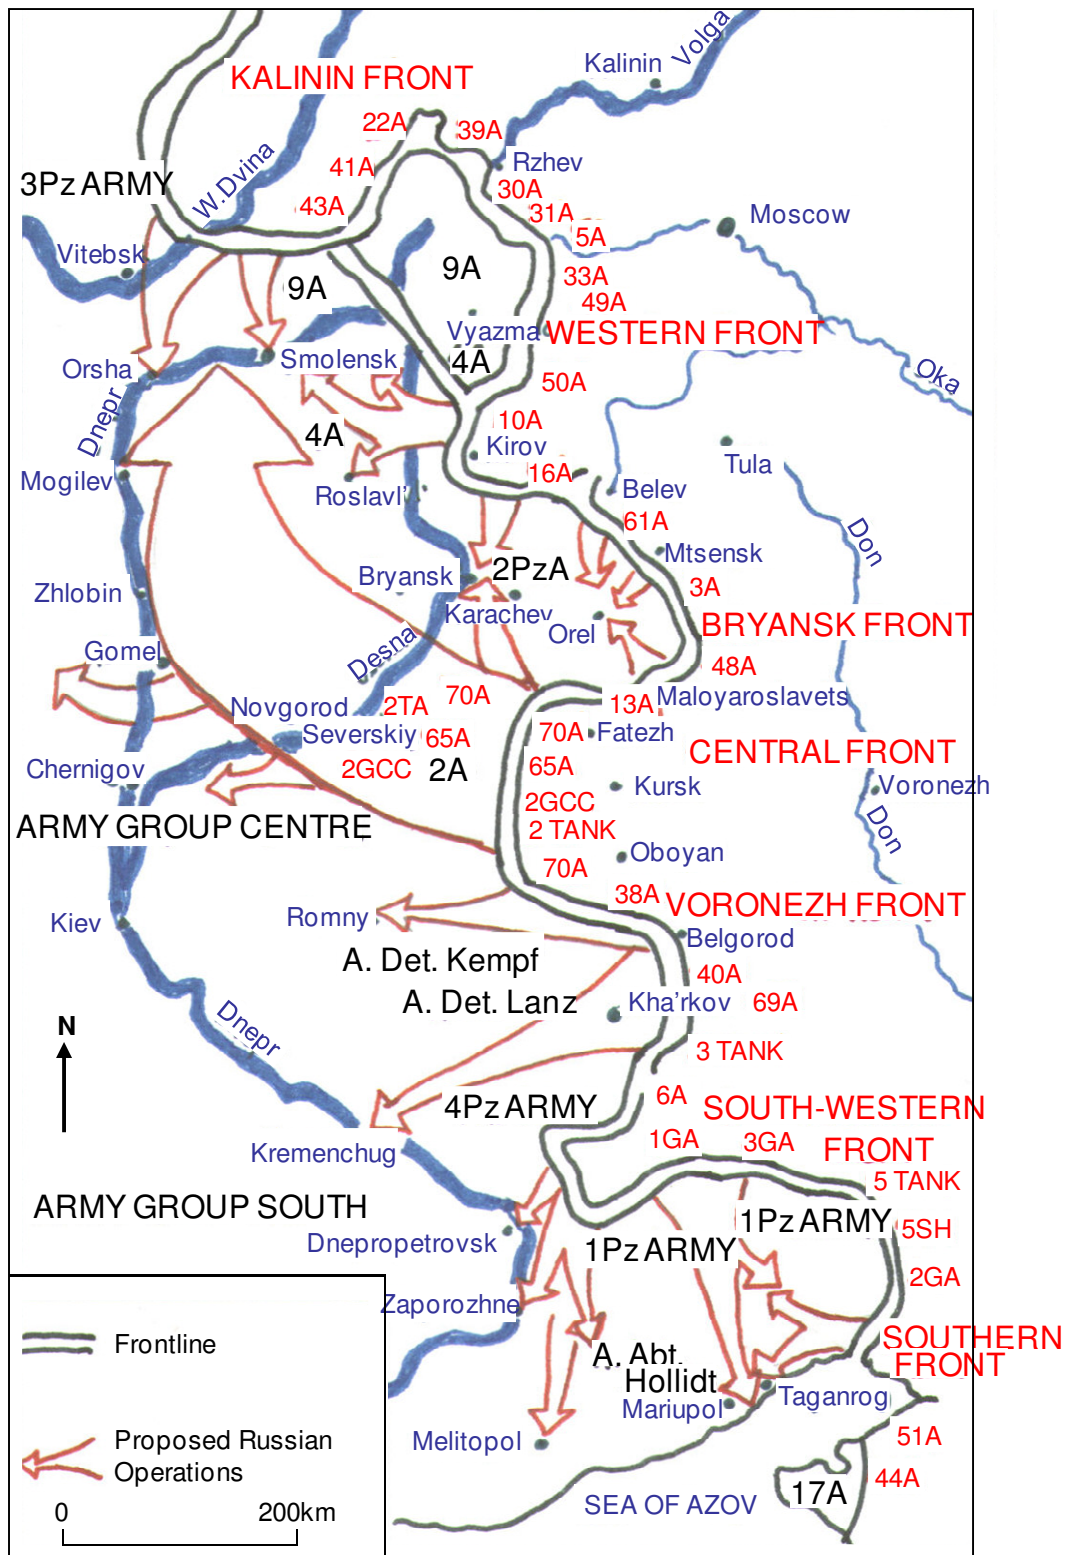 Kalinin
Volga
KALININ FRONT
22A
39A
Rzhev
41A
3Pz ARMY
W.Dvina
30A
43A
31A
Moscow
5A
Vitebsk
9A
9A
33A
49A
Vyazma
WESTERN FRONT
Orsha
Smolensk
4A
50A
Oka
Dnepr
4A
10A
Kirov
Tula
Mogilev
Roslavl'
16A
Belev
61A
Don
Mtsensk
Bryansk
2PzA
3A
Zhlobin
Karachev
Orel
BRYANSK FRONT
Gomel
Desna
48A
Novgorod
Severskiy
2TA
70A
13A
Maloyaroslavets
65A
70A
Fatezh
CENTRAL FRONT
Chernigov
2GCC
2A
65A
Kursk
Voronezh
2GCC
ARMY GROUP CENTRE
2 TANK
Don
Oboyan
70A
38A
VORONEZH FRONT
Kiev
Romny
Belgorod
A. Det. Kempf
40A
A. Det. Lanz
Kha'rkov
69A
N
Dnepr
3 TANK
4Pz ARMY
6A
SOUTH-WESTERN
FRONT
1GA
3GA
Kremenchug
5 TANK
ARMY GROUP SOUTH
1Pz ARMY
5SH
Dnepropetrovsk
1Pz ARMY
2GA
Zaporozhne
SOUTHERN
FRONT
Frontline
A. Abt.
Hollidt
Mariupol
Taganrog
Proposed Russian
Operations
Melitopol
51A
44A
17A
SEA OF AZOV
0
200km